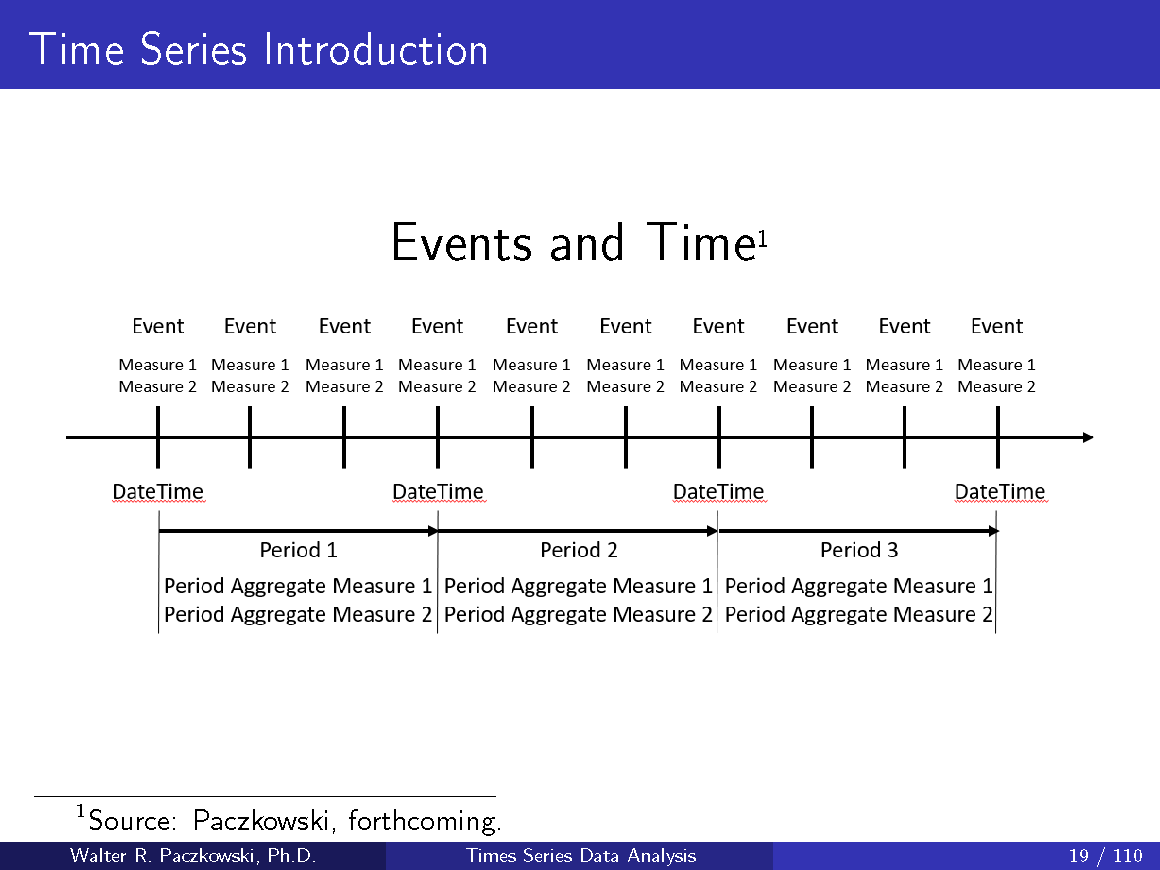 Time Series Introduction
Events and Time¹
Event Event Event Event Event Event Event Event Event Event
Measure 1 Measure 1 Measure 1 Measure 1 Measure 1 Measure 1 Measure 1 Measure 1 Measure 1 Measure 1
Measure 2 Measure 2 Measure 2 Measure 2 Measure 2 Measure 2 Measure 2 Measure 2 Measure 2 Measure 2
DateTime DateTime DateTime DateTime
Period 1 Period 2 Period 3
Period Aggregate Measure 1 Period Aggregate Measure 1 Period Aggregate Measure 1
Period Aggregate Measure 2 Period Aggregate Measure 2 Period Aggregate Measure 2
¹Source: Paczkowski, forthcoming.
Walter R. Paczkowski, Ph.D. Times Series Data Analysis 19 / 110